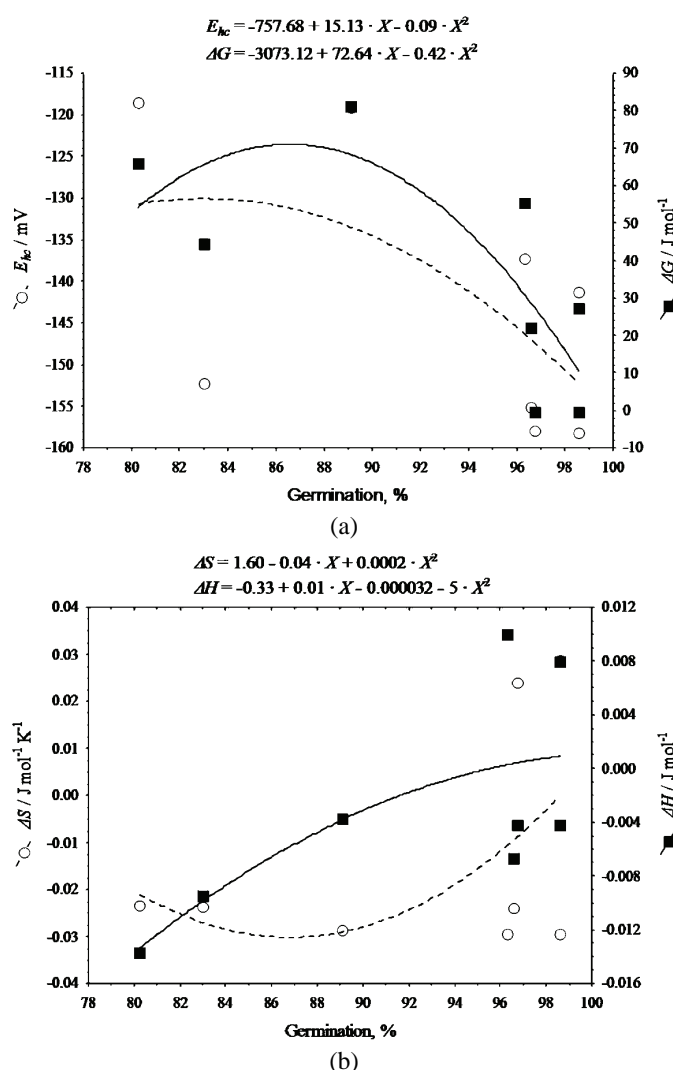 E_hc = -757.68 + 15.13 · X - 0.09 · X²
ΔG = -3073.12 + 72.64 · X - 0.42 · X²
-115
-120
-125
-130
-135
-140
-145
-150
-155
-160
E_hc / mV
90
80
70
60
50
40
30
20
10
0
-10
ΔG / J mol⁻¹
78 80 82 84 86 88 90 92 94 96 98 100
Germination, %
(a)
ΔS = 1.60 - 0.04 · X + 0.0002 · X²
ΔH = -0.33 + 0.01 · X - 0.000032 - 5 · X²
0.04
0.03
0.02
0.01
0.00
-0.01
-0.02
-0.03
-0.04
ΔS / J mol⁻¹ K⁻¹
0.012
0.008
0.004
0.000
-0.004
-0.008
-0.012
-0.016
ΔH / J mol⁻¹
78 80 82 84 86 88 90 92 94 96 98 100
Germination, %
(b)